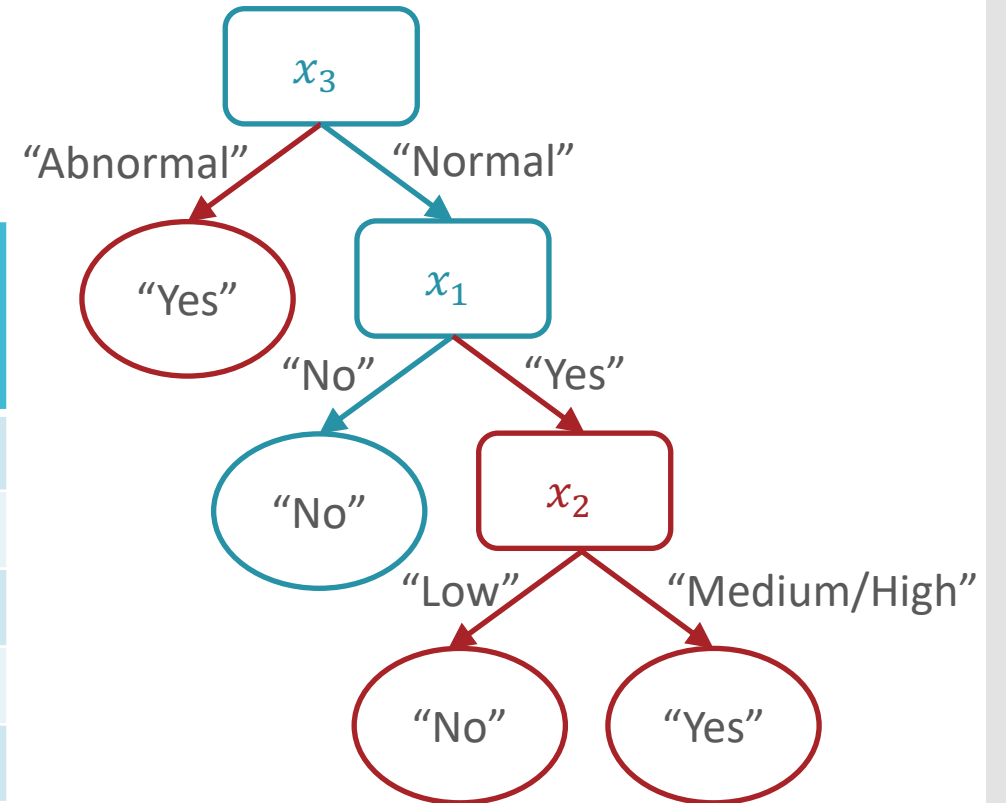 x₃
“Abnormal” “Normal”
“Yes” x₁
“No” “Yes”
“No” x₂
“Low” “Medium/High”
“No” “Yes”